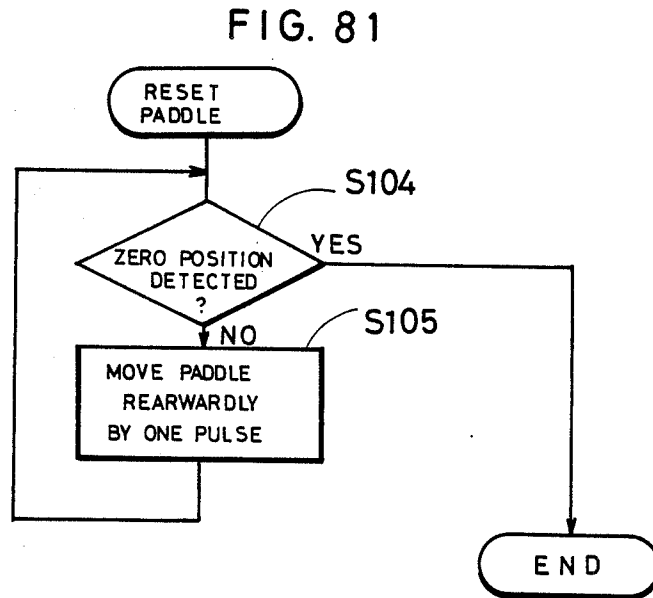 FIG. 81
RESET
PADDLE
S104
YES
ZERO POSITION
DETECTED
?
NO
S105
MOVE PADDLE
REARWARDLY
BY ONE PULSE
END